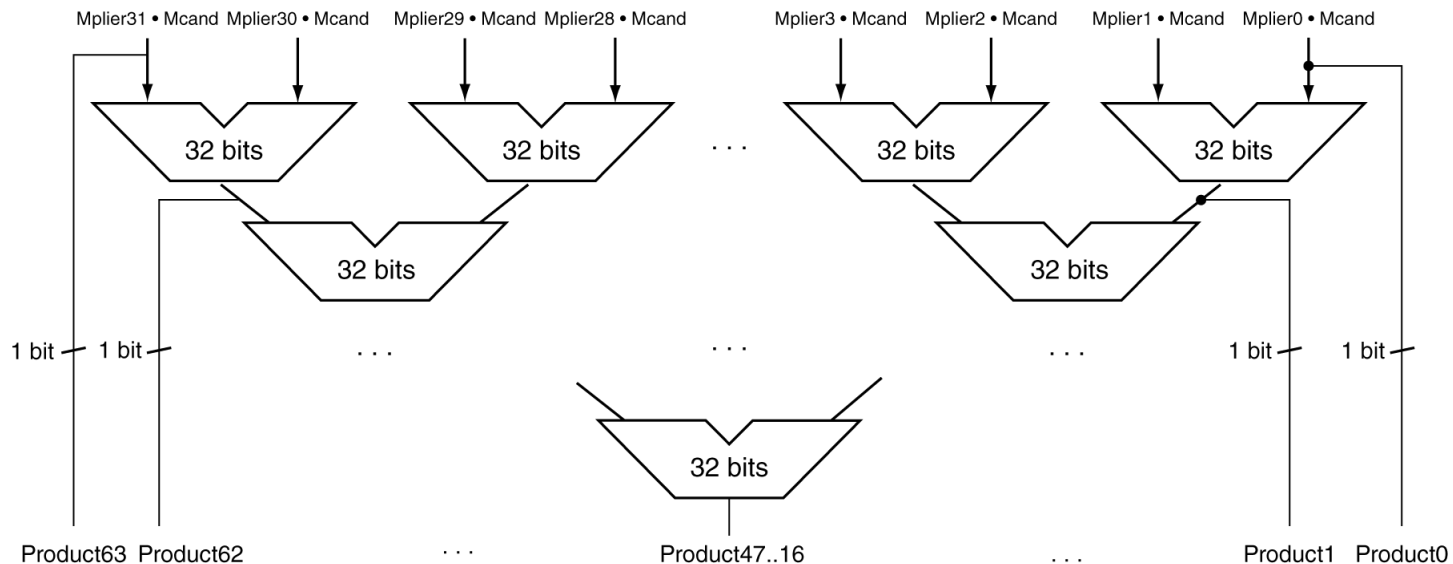 Mplier31 • Mcand Mplier30 • Mcand Mplier29 • Mcand Mplier28 • Mcand Mplier3 • Mcand Mplier2 • Mcand Mplier1 • Mcand Mplier0 • Mcand
32 bits 32 bits . . . 32 bits 32 bits
32 bits 32 bits
1 bit 1 bit . . . . . . . . . 1 bit 1 bit
32 bits
Product63 Product62 . . . Product47..16 . . . Product1 Product0